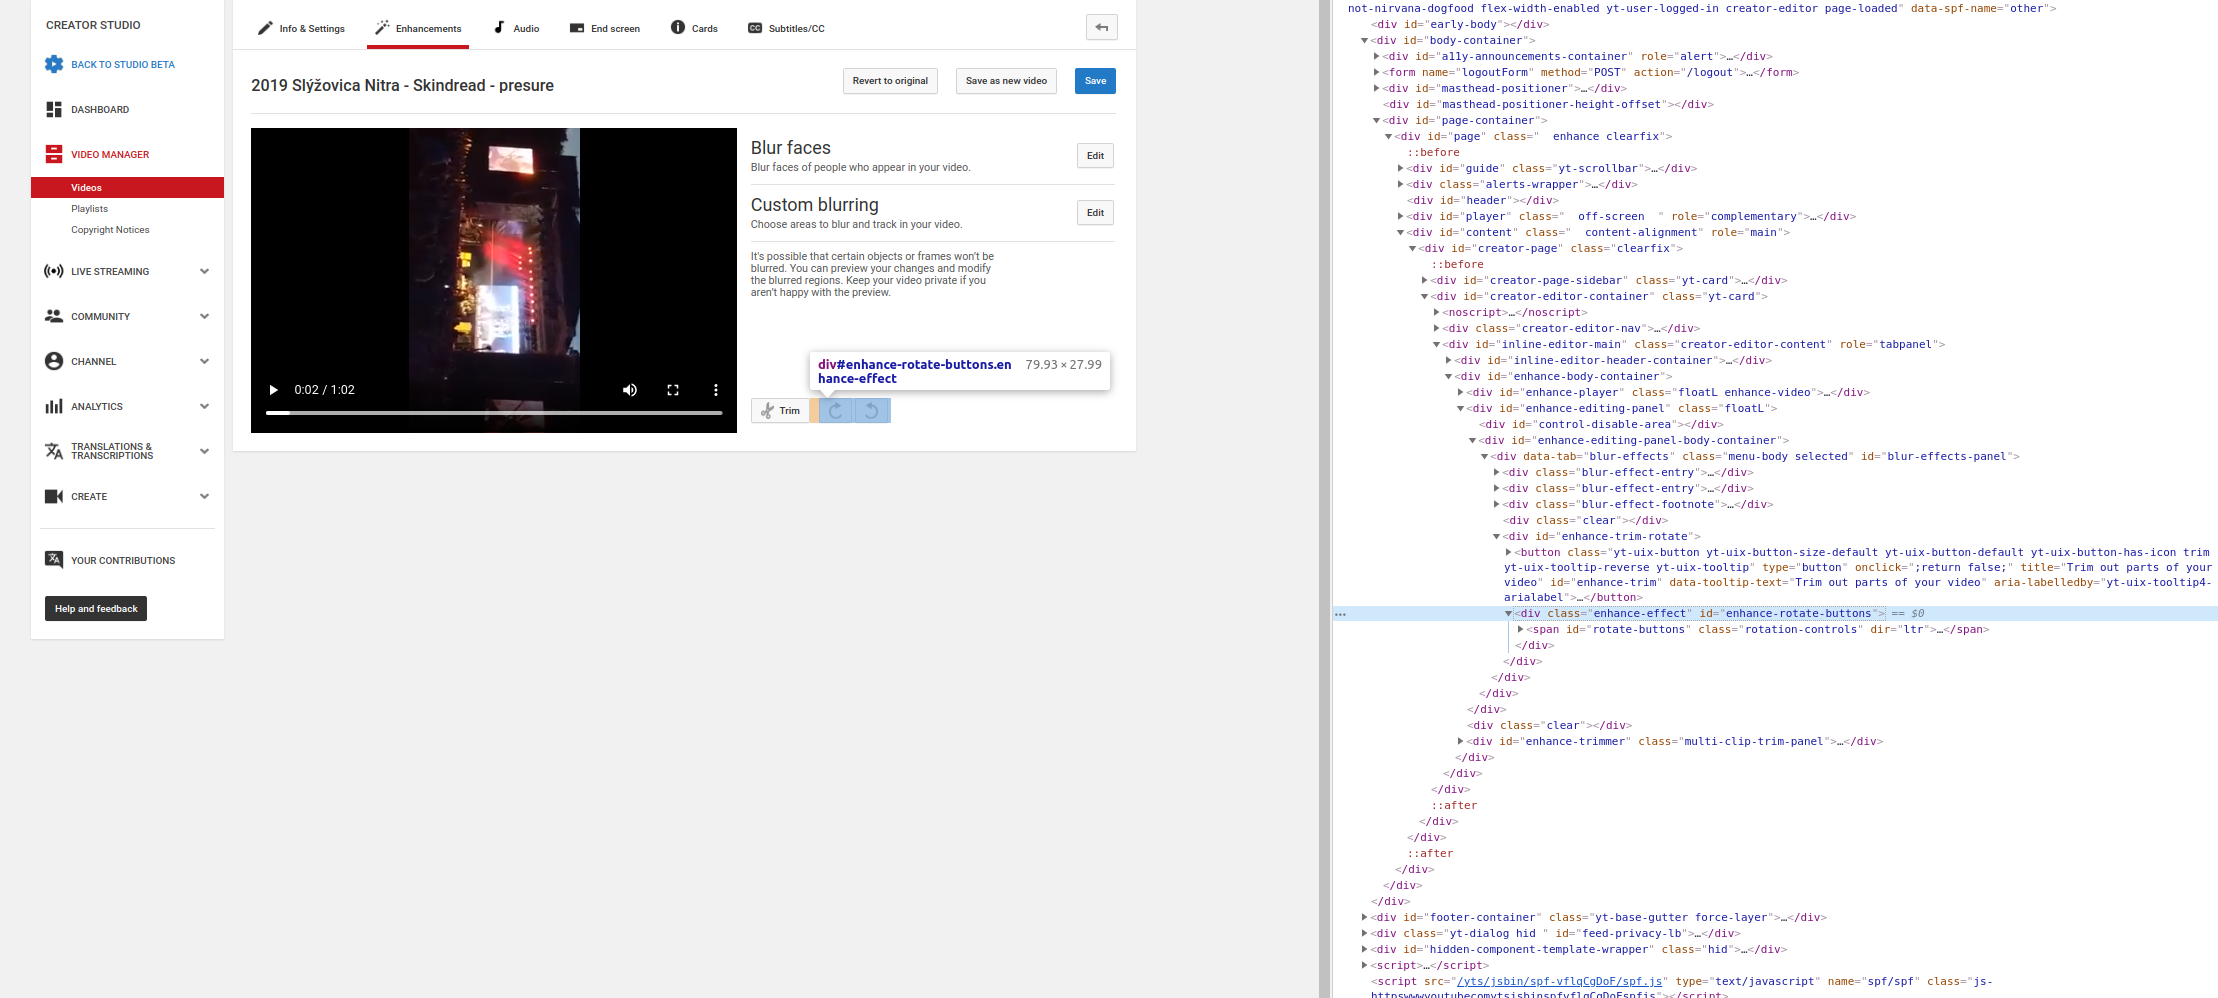 CREATOR STUDIO
BACK TO STUDIO BETA
DASHBOARD
VIDEO MANAGER
Videos
Playlists
Copyright Notices
LIVE STREAMING
COMMUNITY
CHANNEL
ANALYTICS
TRANSLATIONS &
TRANSCRIPTIONS
CREATE
YOUR CONTRIBUTIONS
Help and feedback
Info & Settings
Enhancements
Audio
End screen
Cards
CC Subtitles/CC
2019 Slýžovica Nitra - Skindread - presure
Revert to original
Save as new video
Save
0:02 / 1:02
Blur faces
Blur faces of people who appear in your video.
Edit
Custom blurring
Choose areas to blur and track in your video.
Edit
It's possible that certain objects or frames won't be
blurred. You can preview your changes and modify
the blurred regions. Keep your video private if you
aren't happy with the preview.
div#enhance-rotate-buttons.en 79.93 × 27.99
hance-effect
Trim
not-nirvana-dogfood flex-width-enabled yt-user-logged-in creator-editor page-loaded" data-spf-name="other">
<div id="early-body"></div>
<div id="body-container">
<div id="a11y-announcements-container" role="alert">…</div>
<form name="logoutForm" method="POST" action="/logout">…</form>
<div id="masthead-positioner">…</div>
<div id="masthead-positioner-height-offset"></div>
<div id="page-container">
<div id="page" class="  enhance clearfix">
::before
<div id="guide" class="yt-scrollbar">…</div>
<div class="alerts-wrapper">…</div>
<div id="header"></div>
<div id="player" class="  off-screen  " role="complementary">…</div>
<div id="content" class="  content-alignment" role="main">
<div id="creator-page" class="clearfix">
::before
<div id="creator-page-sidebar" class="yt-card">…</div>
<div id="creator-editor-container" class="yt-card">
<noscript>…</noscript>
<div class="creator-editor-nav">…</div>
<div id="inline-editor-main" class="creator-editor-content" role="tabpanel">
<div id="inline-editor-header-container">…</div>
<div id="enhance-body-container">
<div id="enhance-player" class="floatL enhance-video">…</div>
<div id="enhance-editing-panel" class="floatL">
<div id="control-disable-area"></div>
<div id="enhance-editing-panel-body-container">
<div data-tab="blur-effects" class="menu-body selected" id="blur-effects-panel">
<div class="blur-effect-entry">…</div>
<div class="blur-effect-entry">…</div>
<div class="blur-effect-footnote">…</div>
<div class="clear"></div>
<div id="enhance-trim-rotate">
<button class="yt-uix-button yt-uix-button-size-default yt-uix-button-default yt-uix-button-has-icon trim
yt-uix-tooltip-reverse yt-uix-tooltip" type="button" onclick=";return false;" title="Trim out parts of your
video" id="enhance-trim" data-tooltip-text="Trim out parts of your video" aria-labelledby="yt-uix-tooltip4-
arialabel">…</button>
<div class="enhance-effect" id="enhance-rotate-buttons"> == $0
<span id="rotate-buttons" class="rotation-controls" dir="ltr">…</span>
</div>
</div>
</div>
</div>
</div>
<div class="clear"></div>
<div id="enhance-trimmer" class="multi-clip-trim-panel">…</div>
</div>
</div>
</div>
::after
</div>
</div>
::after
</div>
</div>
</div>
<div id="footer-container" class="yt-base-gutter force-layer">…</div>
<div class="yt-dialog hid " id="feed-privacy-lb">…</div>
<div id="hidden-component-template-wrapper" class="hid">…</div>
<script>…</script>
<script src="/yts/jsbin/spf-vflqCgDoF/spf.js" type="text/javascript" name="spf/spf" class="js-
httpswwwyoutubecomytsjsbinspfvflqCgDoFspfjs"></script>